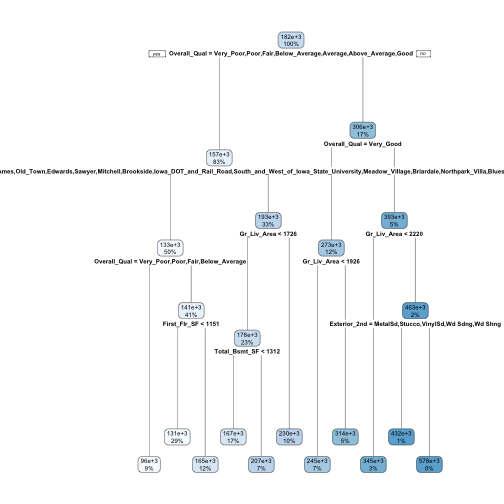 182e+3
100%
yes Overall_Qual = Very_Poor,Poor,Fair,Below_Average,Average,Above_Average,Good no
306e+3
17%
Overall_Qual = Very_Good
157e+3
83%
Ames,Old_Town,Edwards,Sawyer,Mitchell,Brookside,Iowa_DOT_and_Rail_Road,South_and_West_of_Iowa_State_University,Meadow_Village,Briardale,Northpark_Villa,Blues
193e+3
33%
Gr_Liv_Area < 1726
393e+3
5%
Gr_Liv_Area < 2220
133e+3
50%
Overall_Qual = Very_Poor,Poor,Fair,Below_Average
273e+3
12%
Gr_Liv_Area < 1926
141e+3
41%
First_Flr_SF < 1151
463e+3
2%
Exterior_2nd = MetalSd,Stucco,VinylSd,Wd Sdng,Wd Shng
176e+3
23%
Total_Bsmt_SF < 1312
131e+3
29%
167e+3
17%
230e+3
10%
314e+3
5%
432e+3
1%
96e+3
9%
165e+3
12%
207e+3
7%
245e+3
7%
345e+3
3%
576e+3
0%